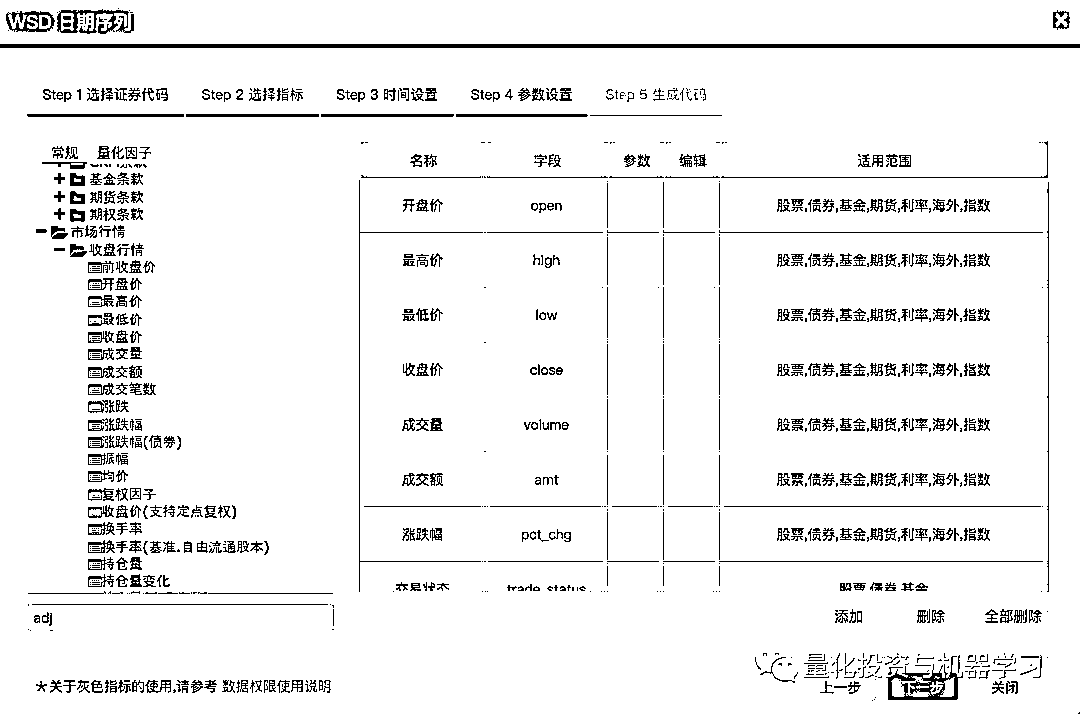 WSD 日期序列
Step 1 选择证券代码 Step 2 选择指标 Step 3 时间设置 Step 4 参数设置 Step 5 生成代码
常规 量化因子
基金条款
期货条款
期权条款
市场行情
收盘行情
前收盘价
开盘价
最高价
最低价
收盘价
成交量
成交额
成交笔数
涨跌
涨跌幅
涨跌幅(债券)
振幅
均价
复权因子
收盘价(支持定点复权)
换手率
换手率(基准.自由流通股本)
持仓量
持仓量变化
adj
名称 字段 参数 编辑 适用范围
开盘价 open 股票,债券,基金,期货,利率,海外,指数
最高价 high 股票,债券,基金,期货,利率,海外,指数
最低价 low 股票,债券,基金,期货,利率,海外,指数
收盘价 close 股票,债券,基金,期货,利率,海外,指数
成交量 volume 股票,债券,基金,期货,利率,海外,指数
成交额 amt 股票,债券,基金,期货,利率,海外,指数
涨跌幅 pct_chg 股票,债券,基金,期货,利率,海外,指数
交易状态 trade_status 股票,债券,基金
添加 删除 全部删除
量化投资与机器学习
*关于灰色指标的使用,请参考 数据权限使用说明
上一步 下一步 关闭